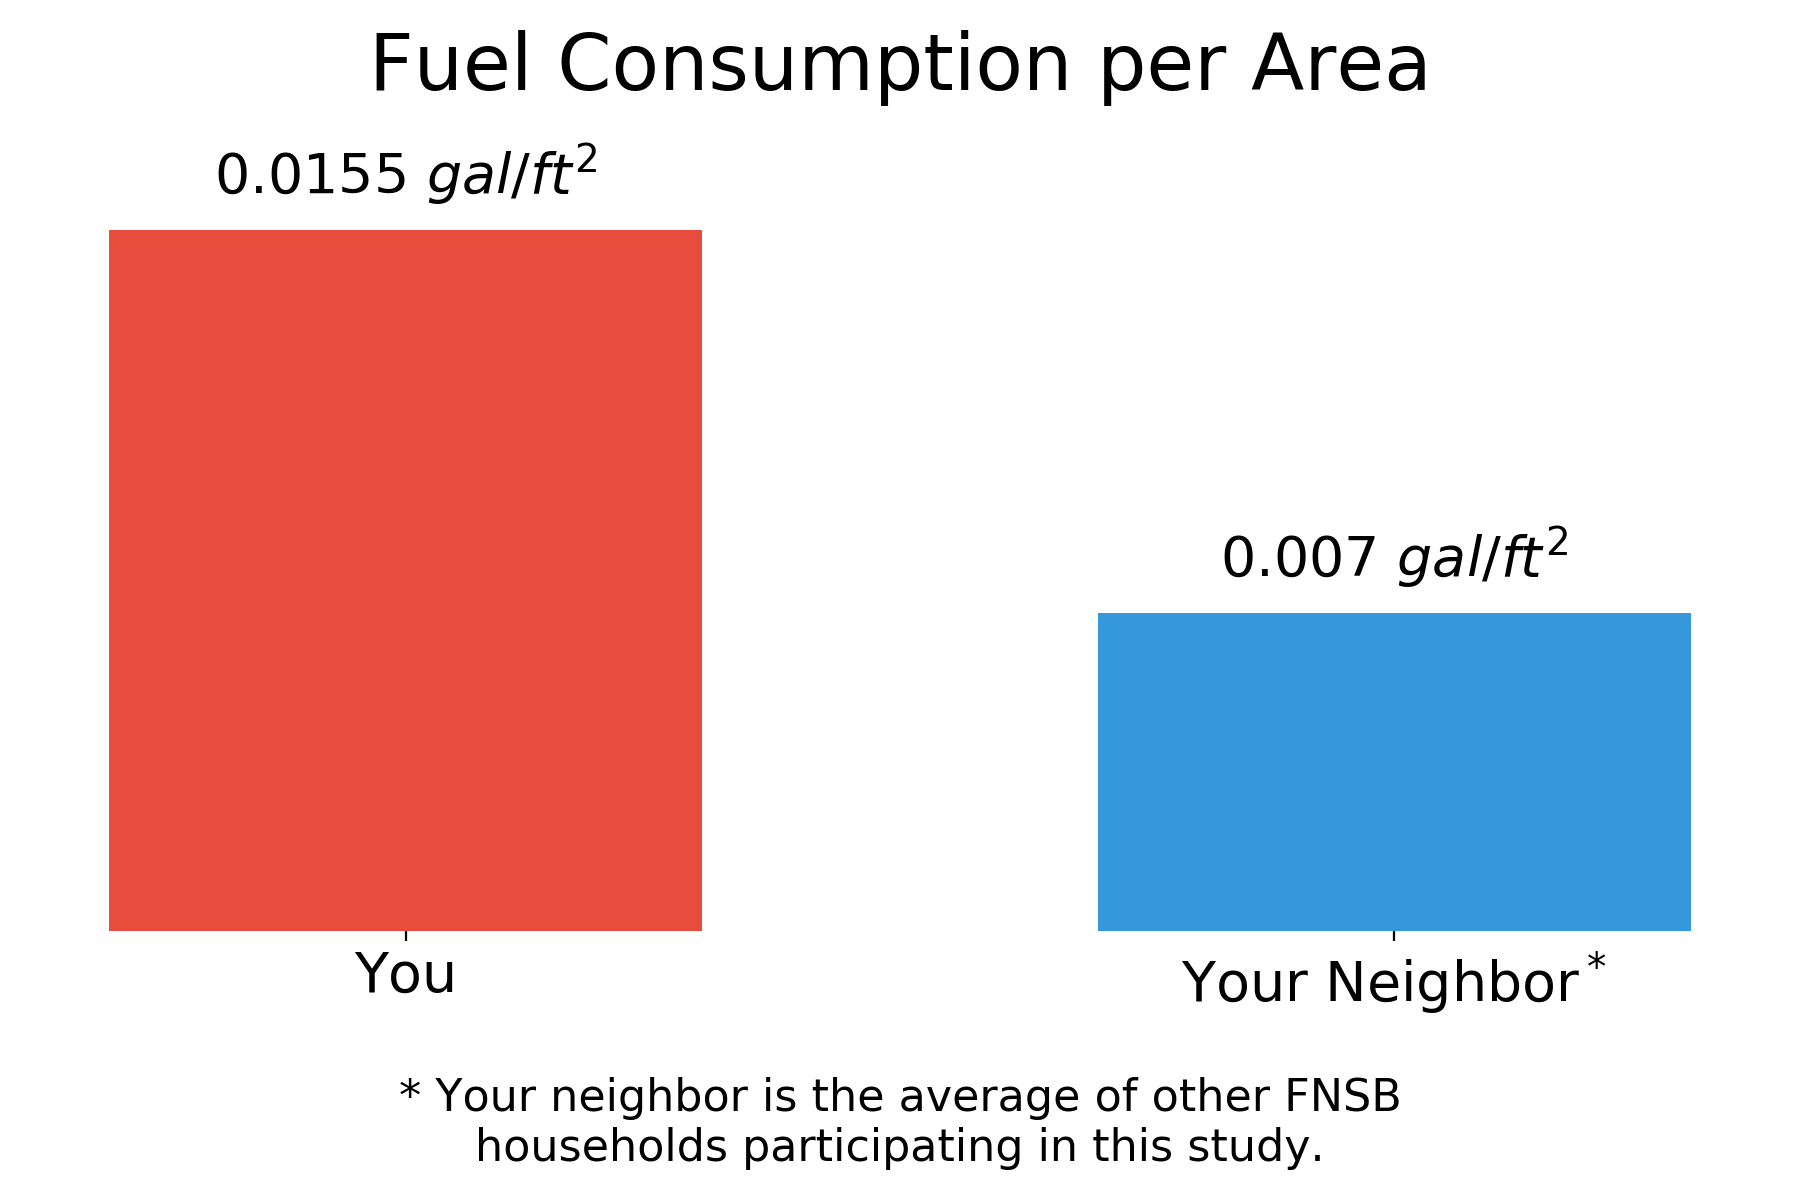 Fuel Consumption per Area
0.0155 gal/ft²
0.007 gal/ft²
You
Your Neighbor*
* Your neighbor is the average of other FNSB
households participating in this study.